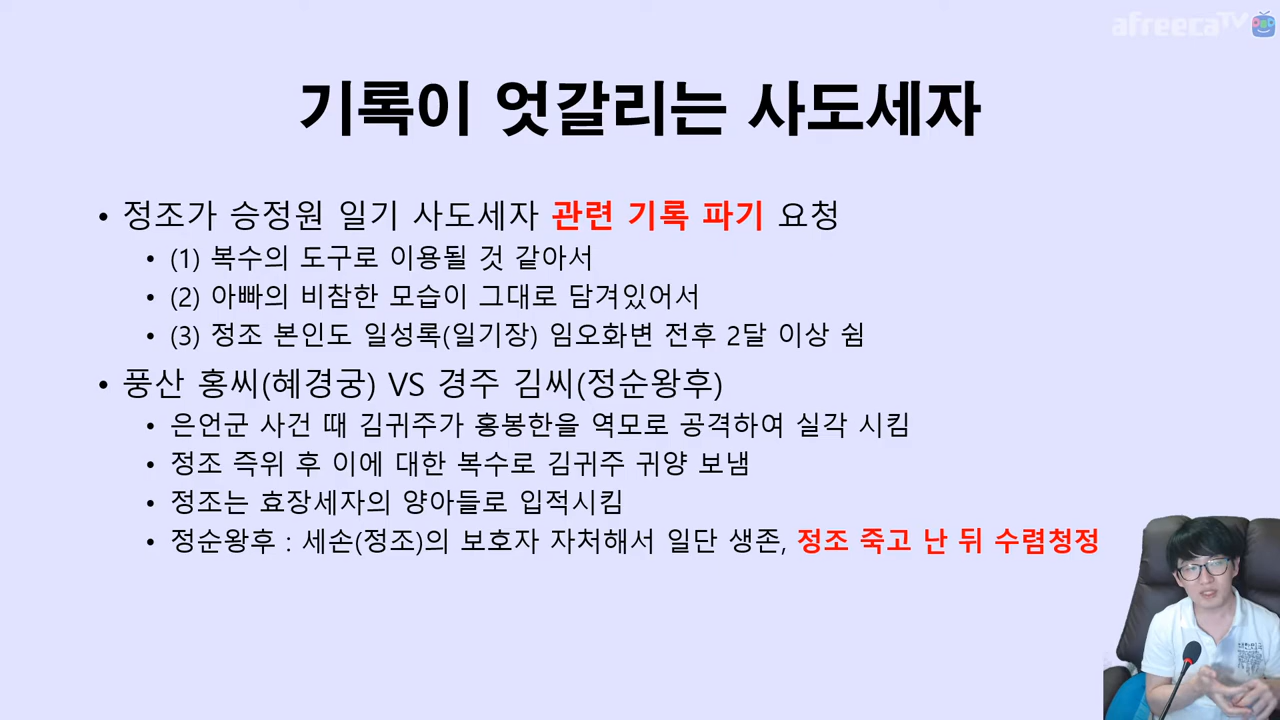 afreecaTV
기록이 엇갈리는 사도세자
• 정조가 승정원 일기 사도세자 관련 기록 파기 요청
• (1) 복수의 도구로 이용될 것 같아서
• (2) 아빠의 비참한 모습이 그대로 담겨있어서
• (3) 정조 본인도 일성록(일기장) 임오화변 전후 2달 이상 쉼
• 풍산 홍씨(혜경궁) VS 경주 김씨(정순왕후)
• 은언군 사건 때 김귀주가 홍봉한을 역모로 공격하여 실각 시킴
• 정조 즉위 후 이에 대한 복수로 김귀주 귀양 보냄
• 정조는 효장세자의 양아들로 입적시킴
• 정순왕후 : 세손(정조)의 보호자 자처해서 일단 생존, 정조 죽고 난 뒤 수렴청정
대한민국